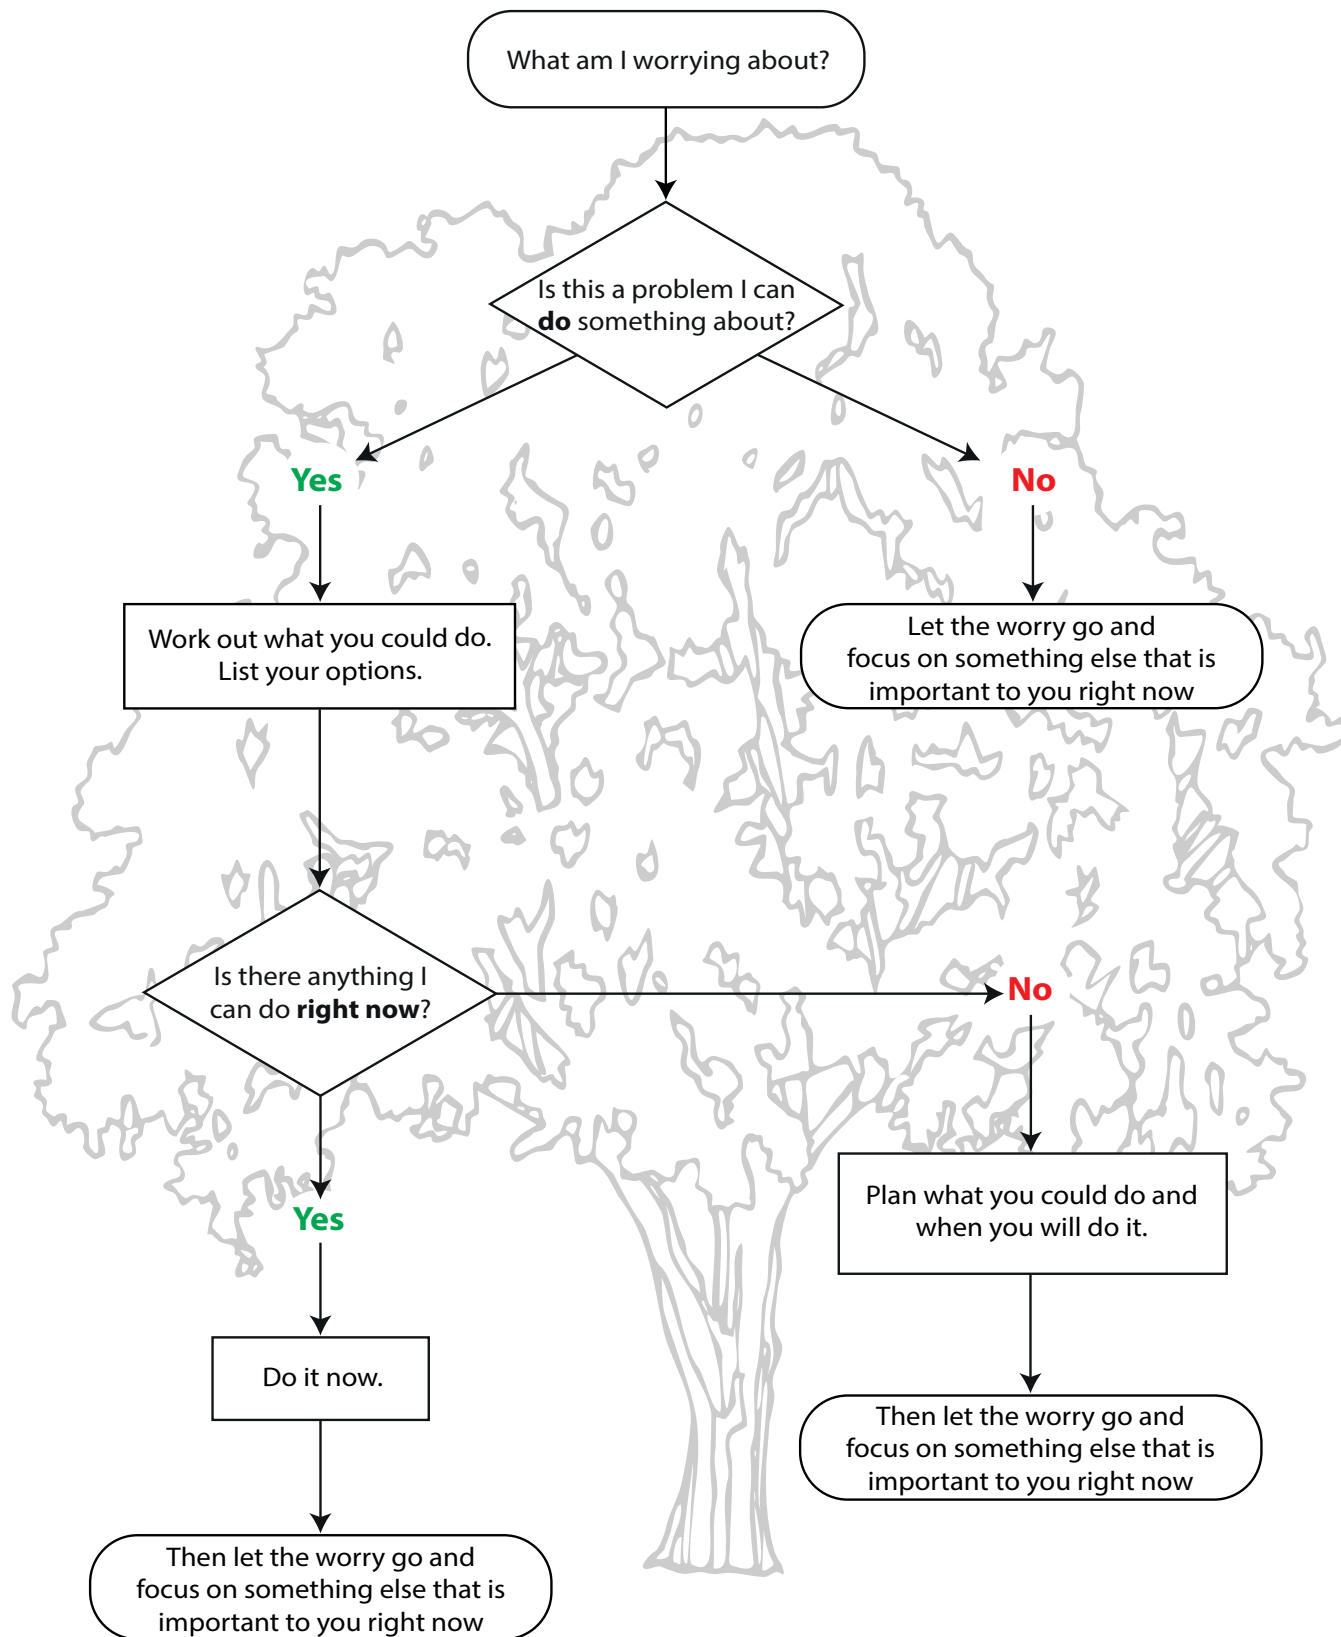 What am I worrying about?
Is this a problem I can
do something about?
Yes
No
Work out what you could do.
List your options.
Let the worry go and
focus on something else that is
important to you right now
Is there anything I
can do right now?
No
Yes
Plan what you could do and
when you will do it.
Do it now.
Then let the worry go and
focus on something else that is
important to you right now
Then let the worry go and
focus on something else that is
important to you right now